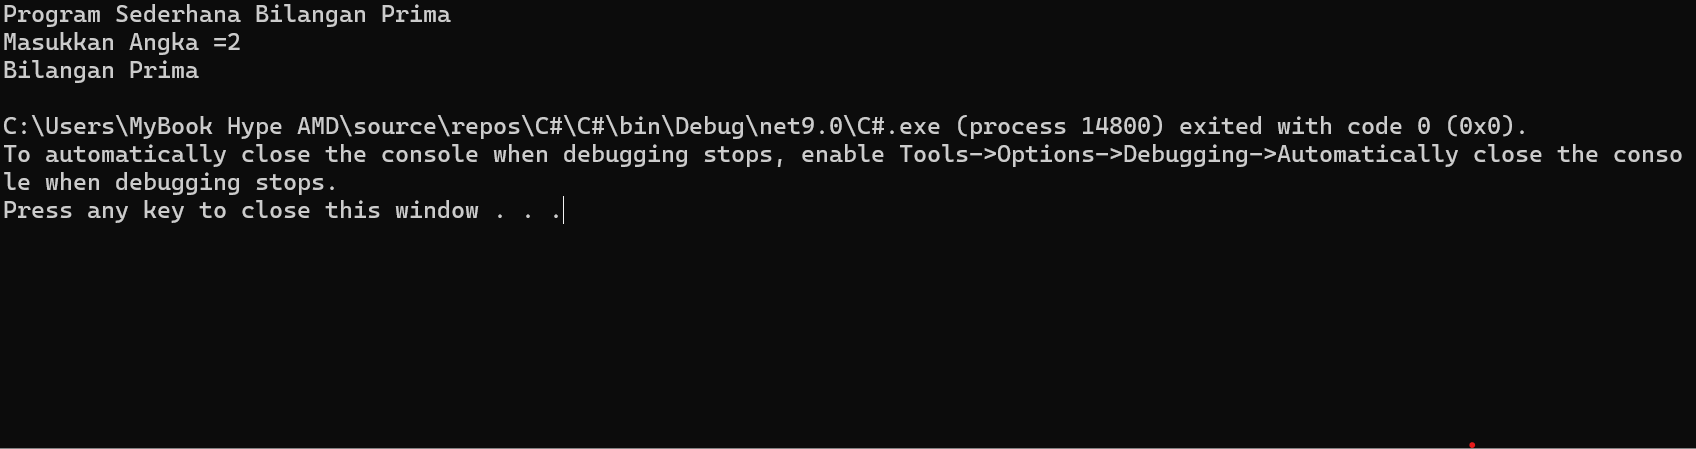 Program Sederhana Bilangan Prima
Masukkan Angka =2
Bilangan Prima
C:\Users\MyBook Hype AMD\source\repos\C#\C#\bin\Debug\net9.0\C#.exe (process 14800) exited with code 0 (0x0).
To automatically close the console when debugging stops, enable Tools->Options->Debugging->Automatically close the conso
le when debugging stops.
Press any key to close this window . . .